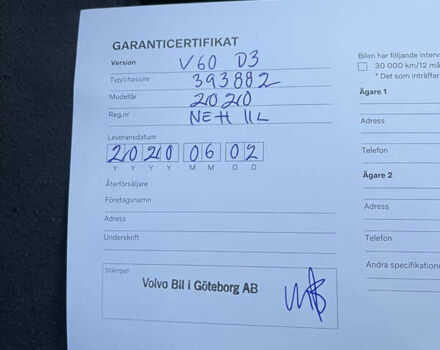 GARANTICERTIFIKAT
Version V60 D3
Typ/chassinr 393882
Modellår 2020
Reg.nr NEH 11L
Leveransdatum
2020 06 02
Y Y Y Y M M D D
Återförsäljare
Företagsnamn
Adress
Underskrift
Stämpel
Volvo Bil i Göteborg AB
Bilen har följande interv
30 000 km/12 må
* Det som inträffar
Ägare 1
Adress
Telefon
Ägare 2
Adress
Telefon
Andra specifikatione